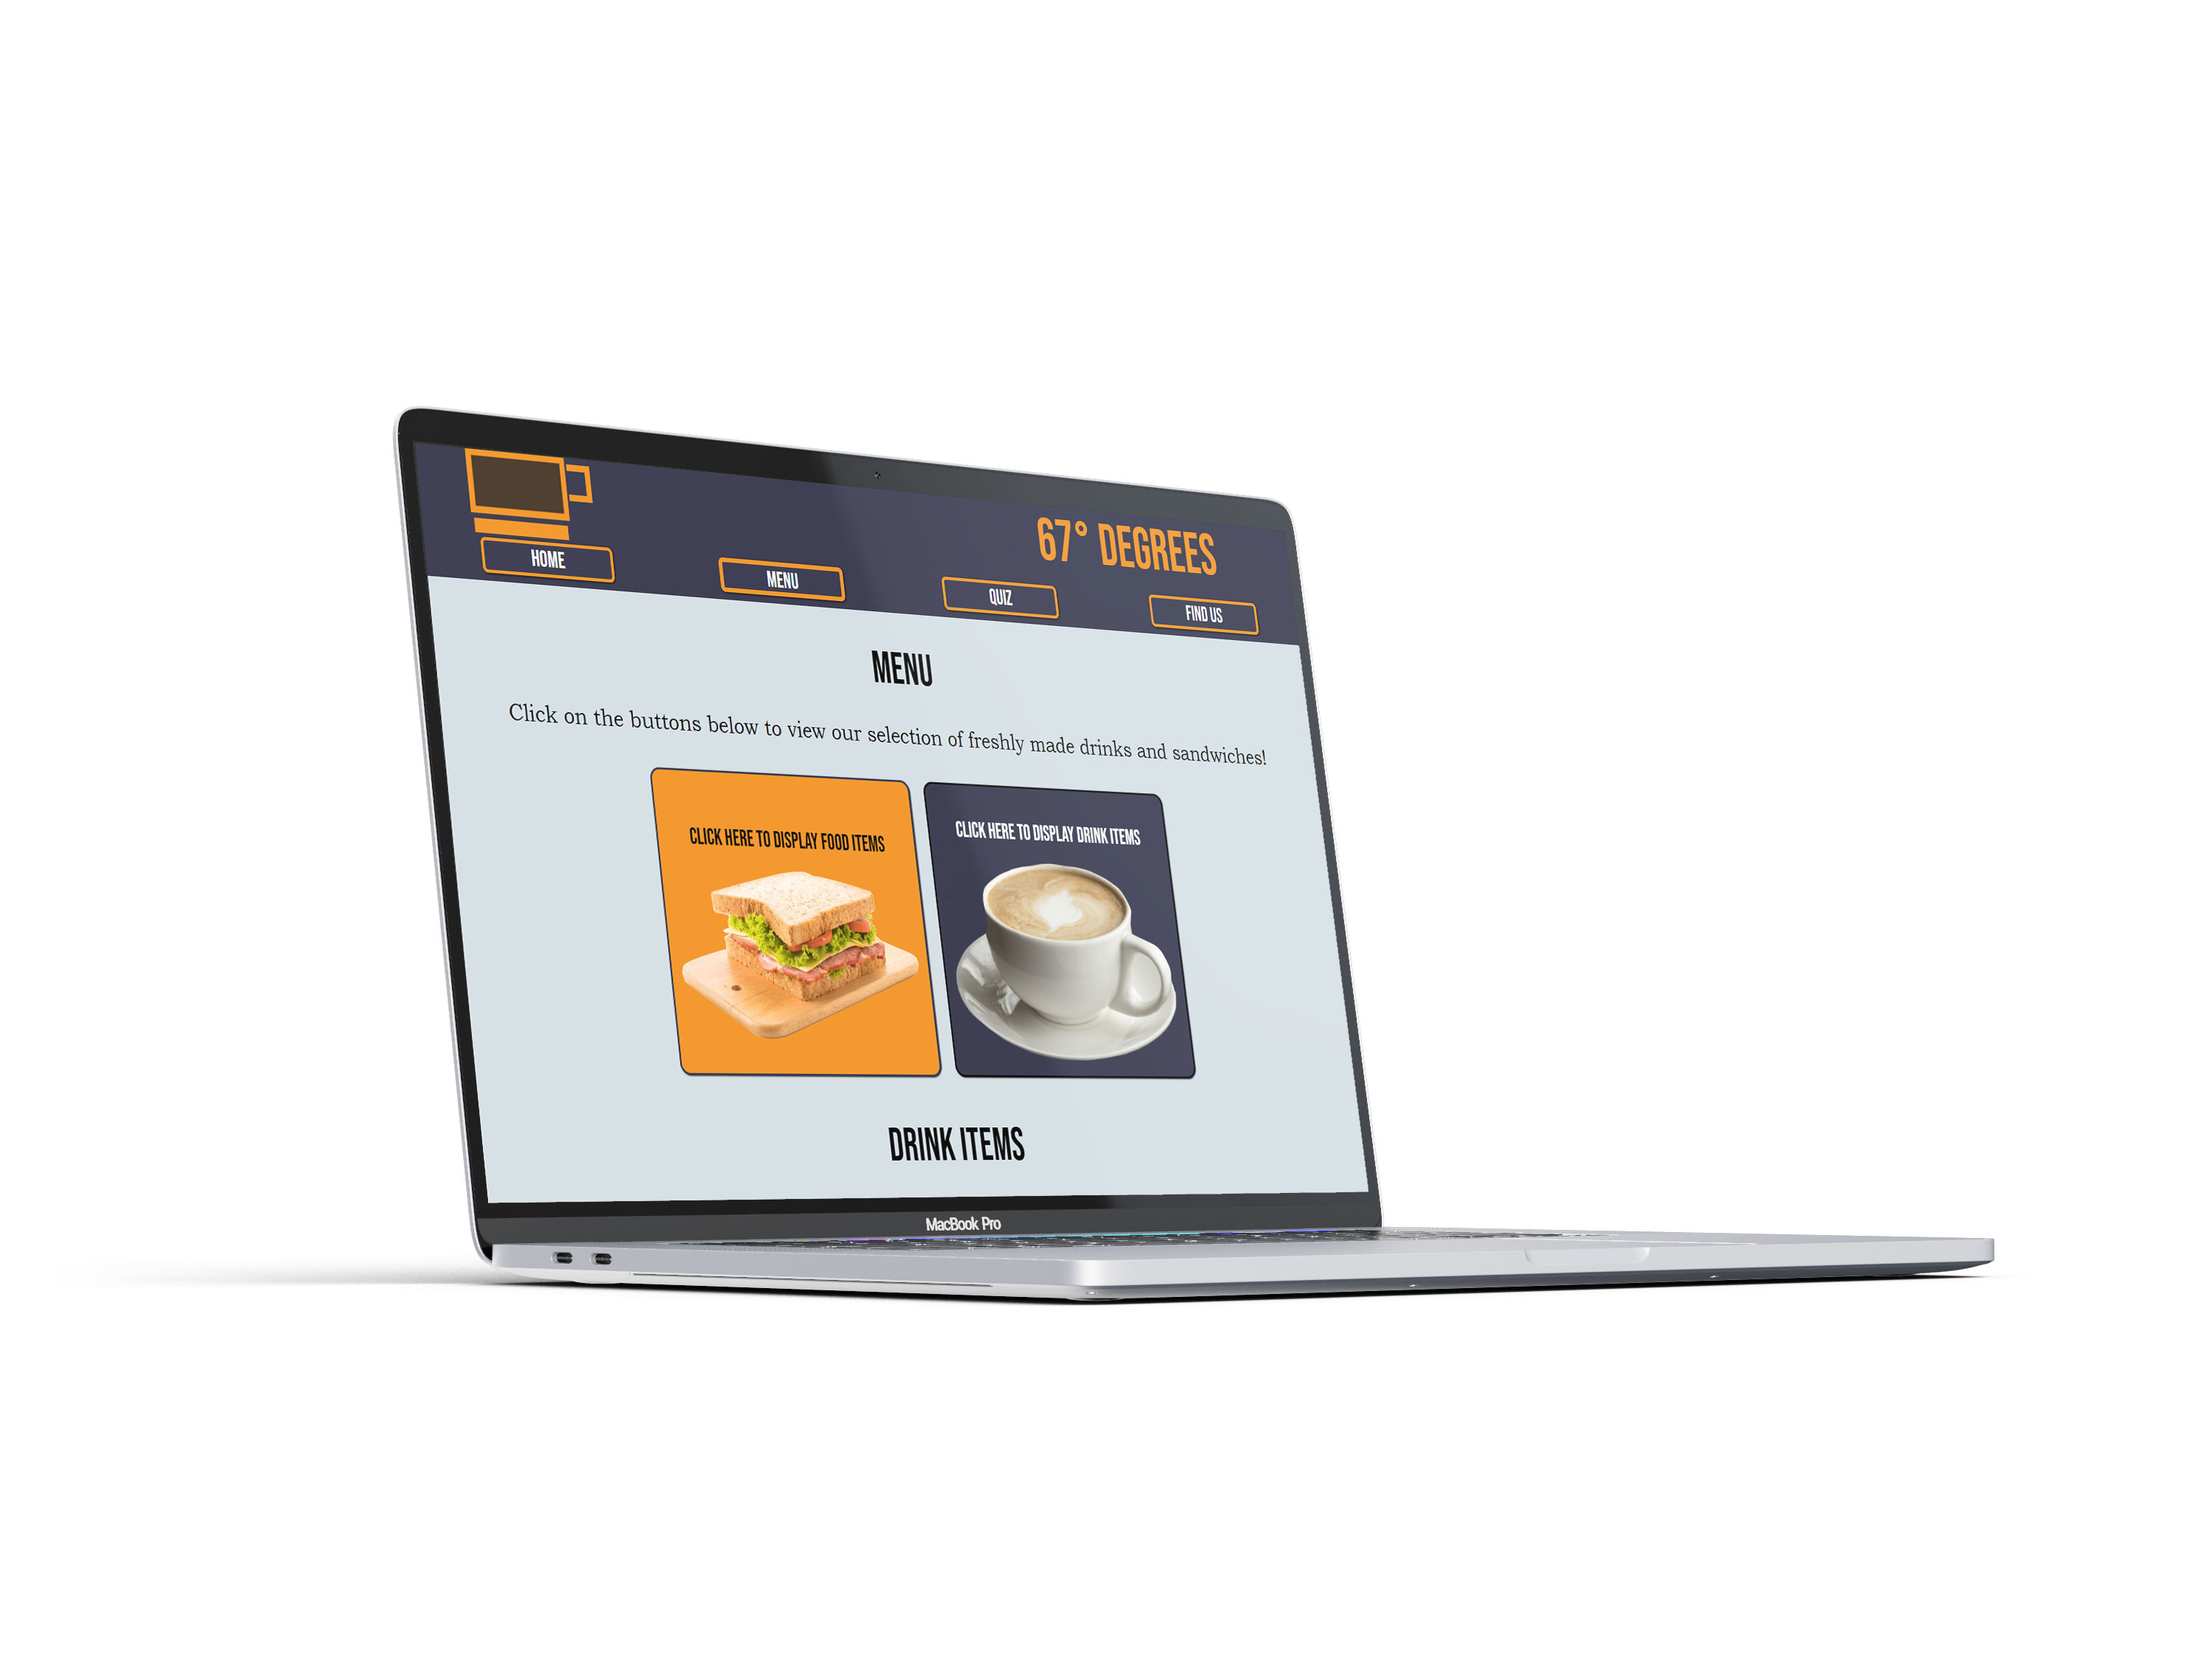 67° DEGREES
HOME
MENU
QUIZ
FIND US
MENU
Click on the buttons below to view our selection of freshly made drinks and sandwiches!
CLICK HERE TO DISPLAY FOOD ITEMS
CLICK HERE TO DISPLAY DRINK ITEMS
DRINK ITEMS
MacBook Pro